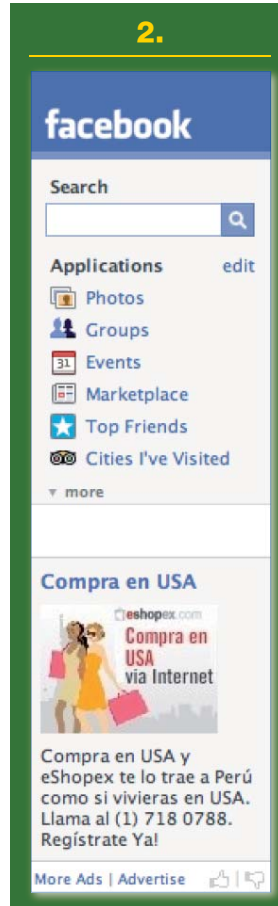 2.
facebook
Search
Applications edit
Photos
31 Events
Groups
Marketplace
Top Friends
Cities I've Visited
more
Compra en USA
eshopex.com
Compra en
USA
via Internet
Compra en USA y
eShopex te lo trae a Perú
como si vivieras en USA.
Llama al (1) 718 0788.
Regístrate Ya!
More Ads | Advertise